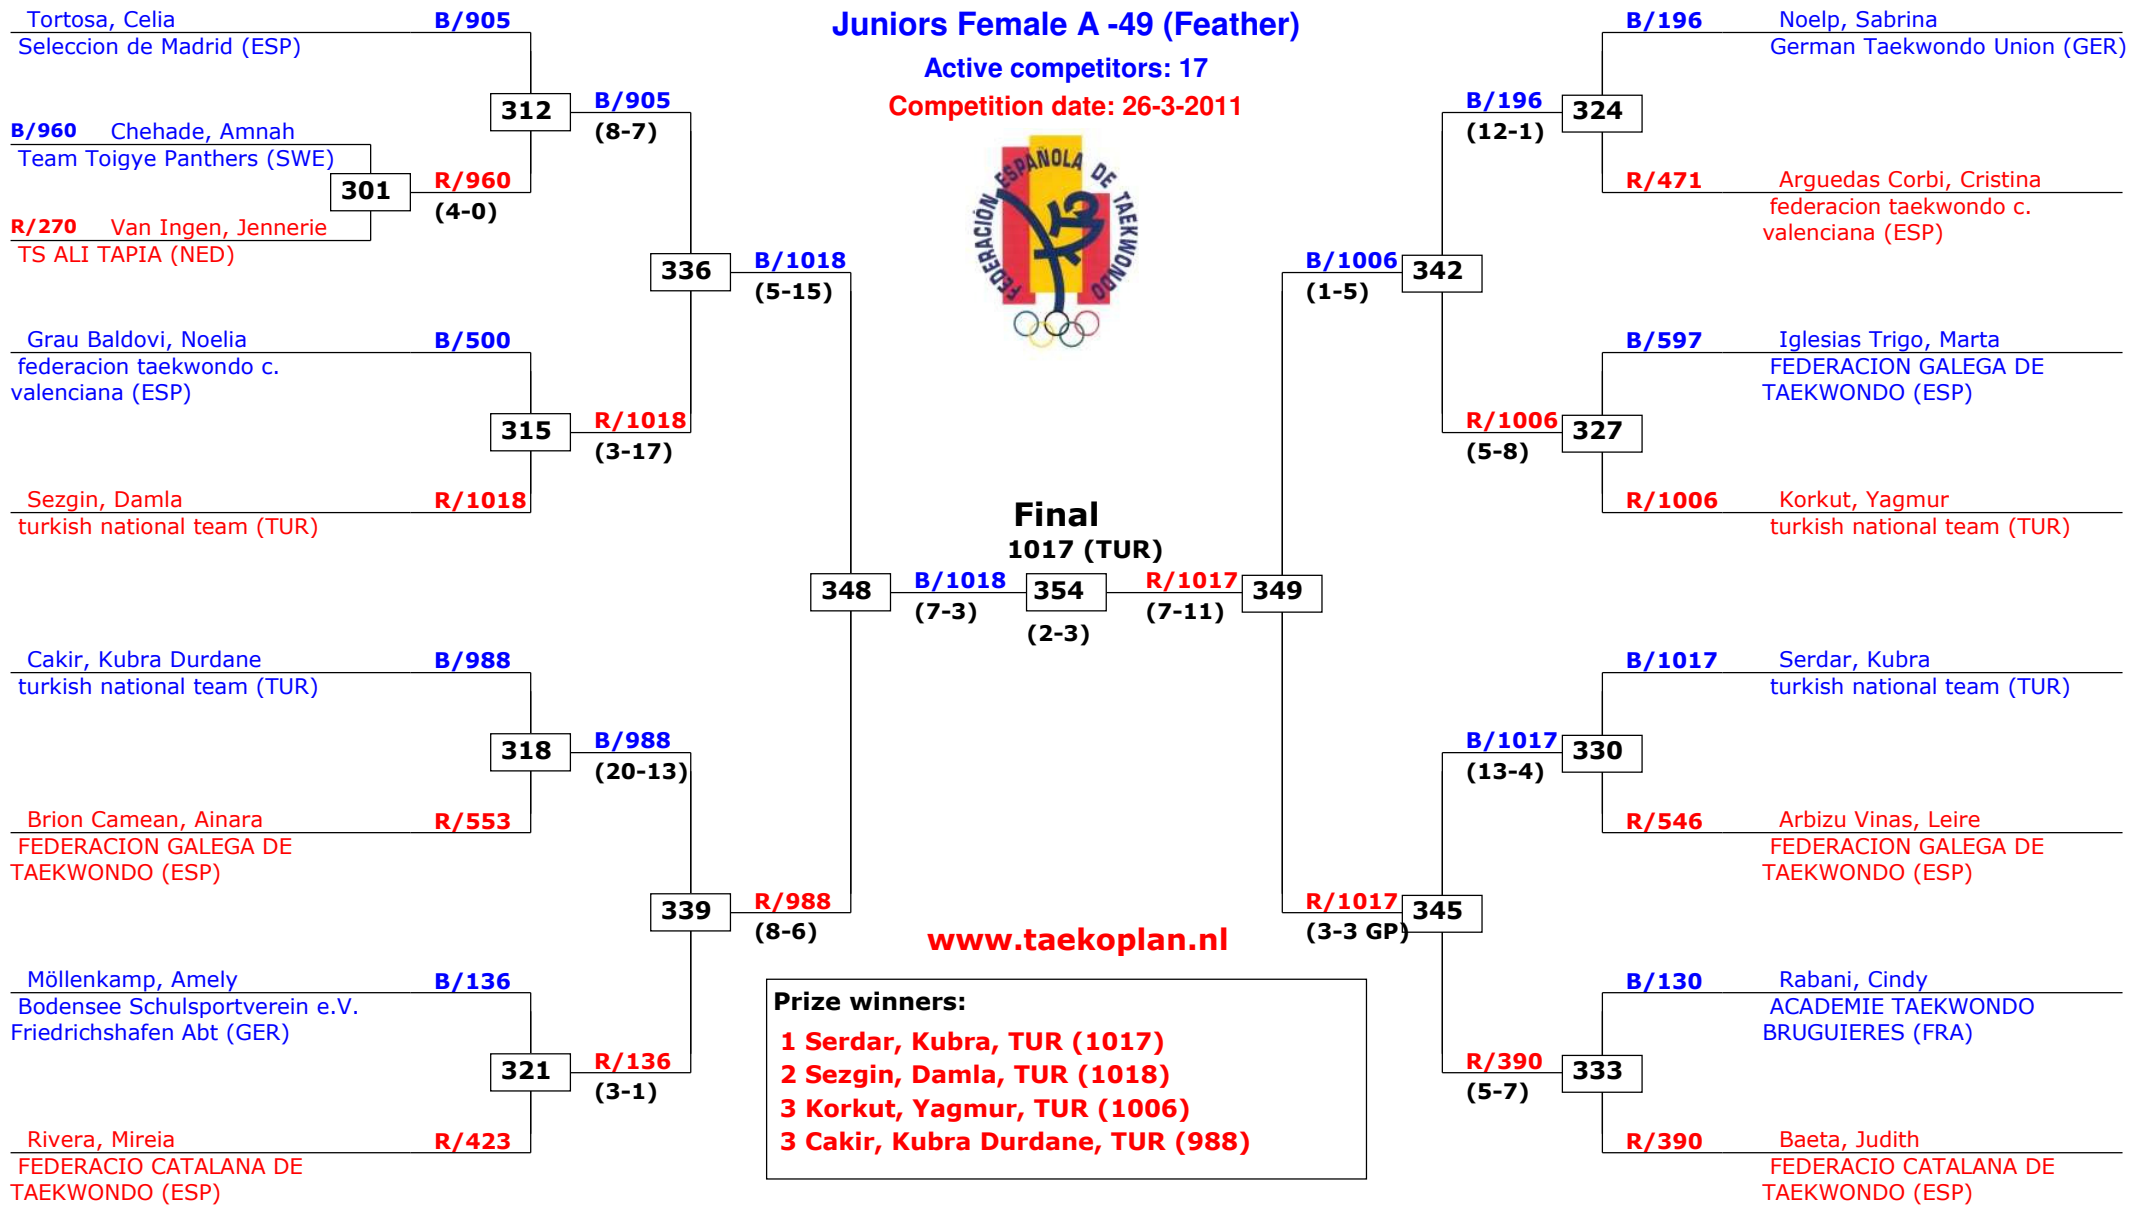 Juniors Female A -49 (Feather)
Active competitors: 17
Competition date: 26-3-2011
FEDERACIÓN ESPAÑOLA DE TAEKWONDO
Tortosa, Celia B/905
Seleccion de Madrid (ESP)
312
B/905
(8-7)
B/960 Chehade, Amnah
Team Toigye Panthers (SWE)
301
R/960
(4-0)
R/270 Van Ingen, Jennerie
TS ALI TAPIA (NED)
336
B/1018
(5-15)
Grau Baldovi, Noelia B/500
federacion taekwondo c.
valenciana (ESP)
315
R/1018
(3-17)
Sezgin, Damla R/1018
turkish national team (TUR)
348
B/1018
(7-3)
Cakir, Kubra Durdane B/988
turkish national team (TUR)
318
B/988
(20-13)
Brion Camean, Ainara R/553
FEDERACION GALEGA DE
TAEKWONDO (ESP)
339
R/988
(8-6)
Möllenkamp, Amely B/136
Bodensee Schulsportverein e.V.
Friedrichshafen Abt (GER)
321
R/136
(3-1)
Rivera, Mireia R/423
FEDERACIO CATALANA DE
TAEKWONDO (ESP)
Final
1017 (TUR)
354
(2-3)
R/1017
(7-11)
349
B/196 Noelp, Sabrina
German Taekwondo Union (GER)
B/196
(12-1)
324
R/471 Arguedas Corbi, Cristina
federacion taekwondo c.
valenciana (ESP)
B/1006
(1-5)
342
B/597 Iglesias Trigo, Marta
FEDERACION GALEGA DE
TAEKWONDO (ESP)
R/1006
(5-8)
327
R/1006 Korkut, Yagmur
turkish national team (TUR)
B/1017 Serdar, Kubra
turkish national team (TUR)
B/1017
(13-4)
330
R/546 Arbizu Vinas, Leire
FEDERACION GALEGA DE
TAEKWONDO (ESP)
R/1017
(3-3 GP)
345
B/130 Rabani, Cindy
ACADEMIE TAEKWONDO
BRUGUIERES (FRA)
R/390
(5-7)
333
R/390 Baeta, Judith
FEDERACIO CATALANA DE
TAEKWONDO (ESP)
www.taekoplan.nl
Prize winners:
1 Serdar, Kubra, TUR (1017)
2 Sezgin, Damla, TUR (1018)
3 Korkut, Yagmur, TUR (1006)
3 Cakir, Kubra Durdane, TUR (988)